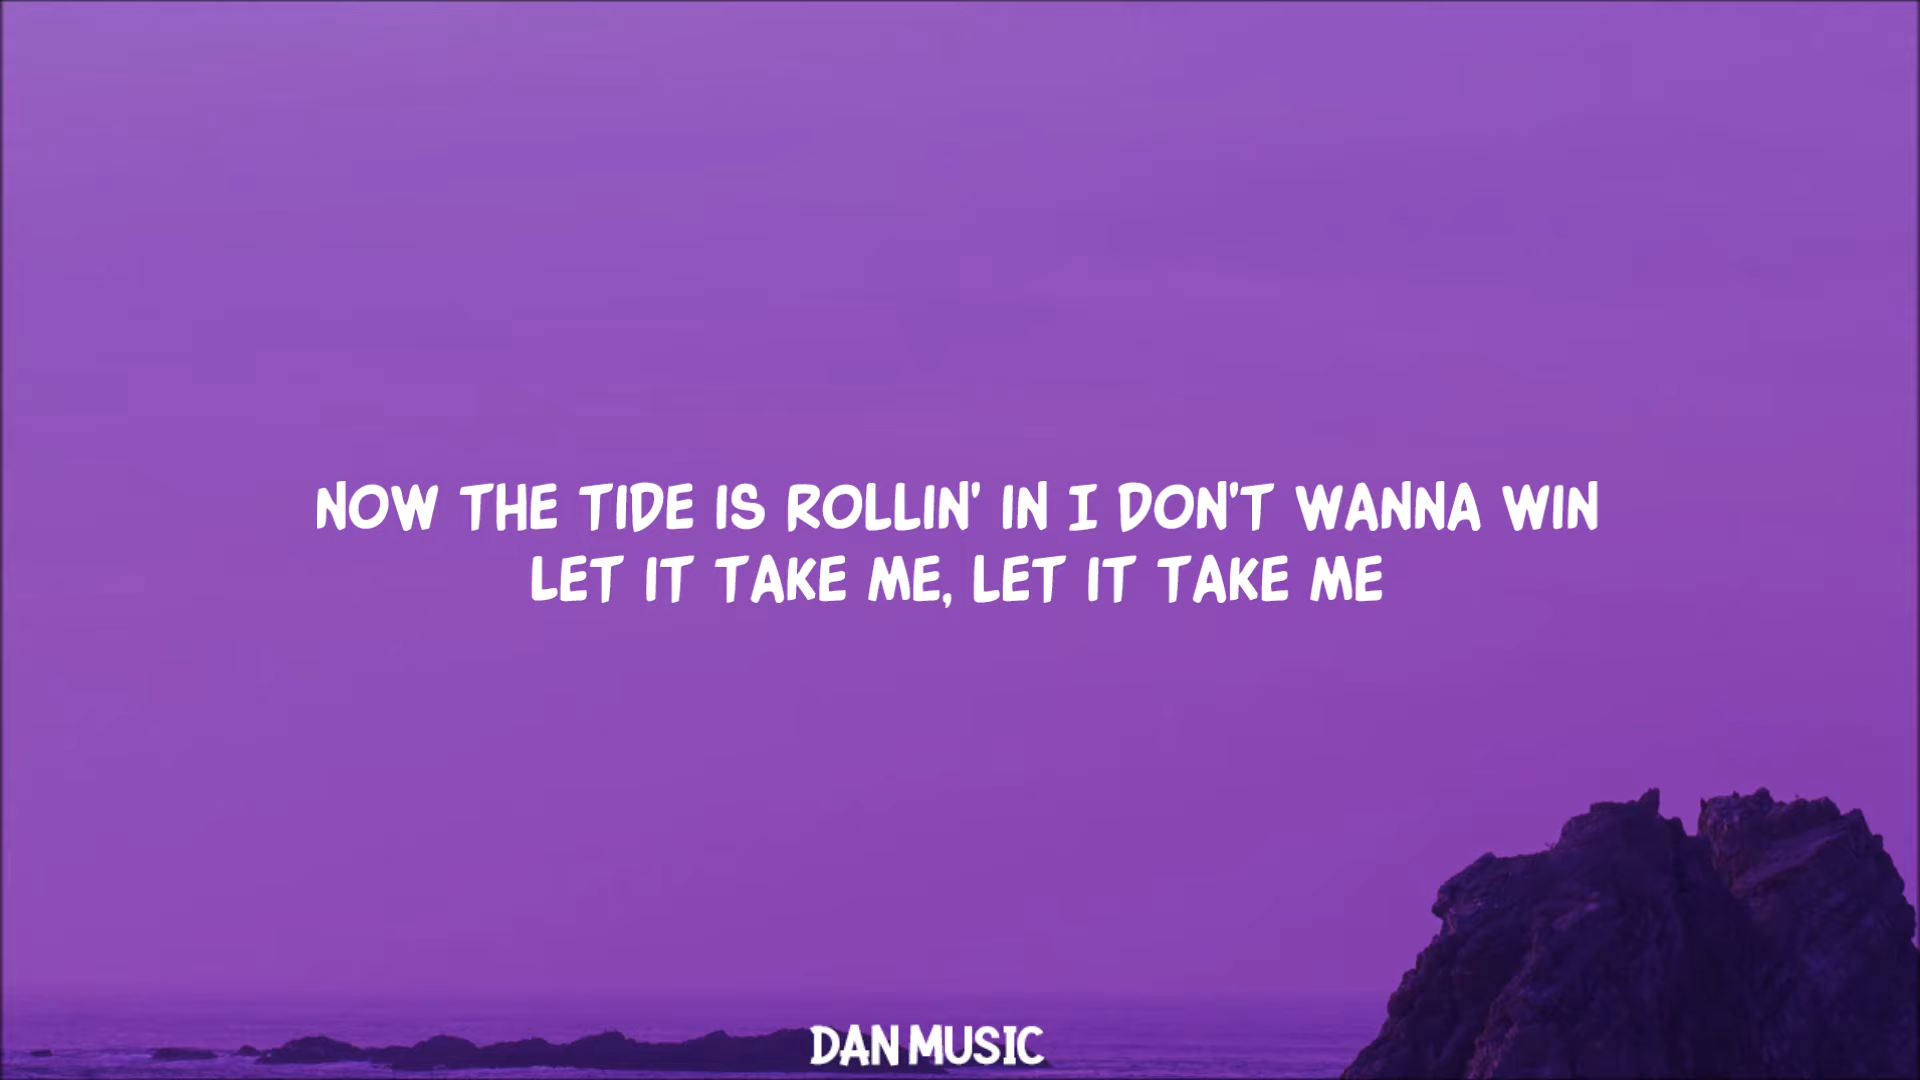 NOW THE TIDE IS ROLLIN' IN I DON'T WANNA WIN
LET IT TAKE ME, LET IT TAKE ME
DAN MUSIC